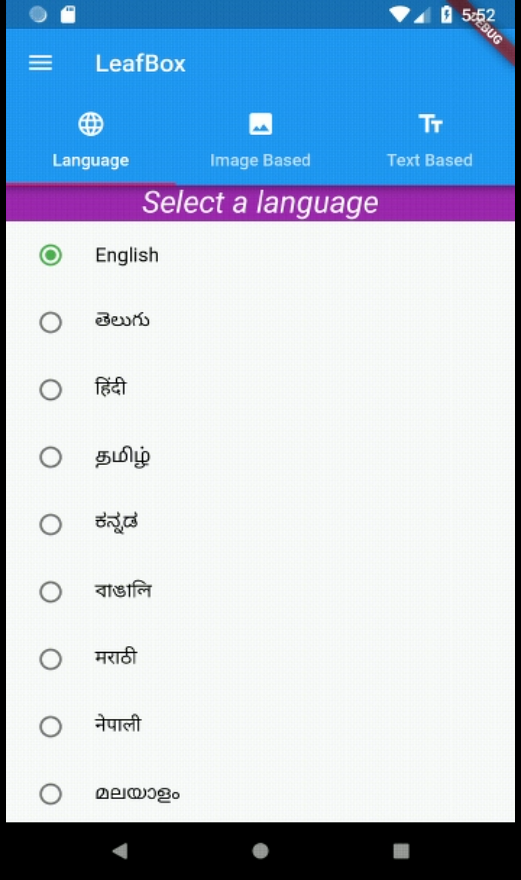 5:52
DEBUG
LeafBox
Language
Image Based
Text Based
Select a language
English
తెలుగు
हिंदी
தமிழ்
ಕನ್ನಡ
বাঙালি
मराठी
नेपाली
മലയാളം